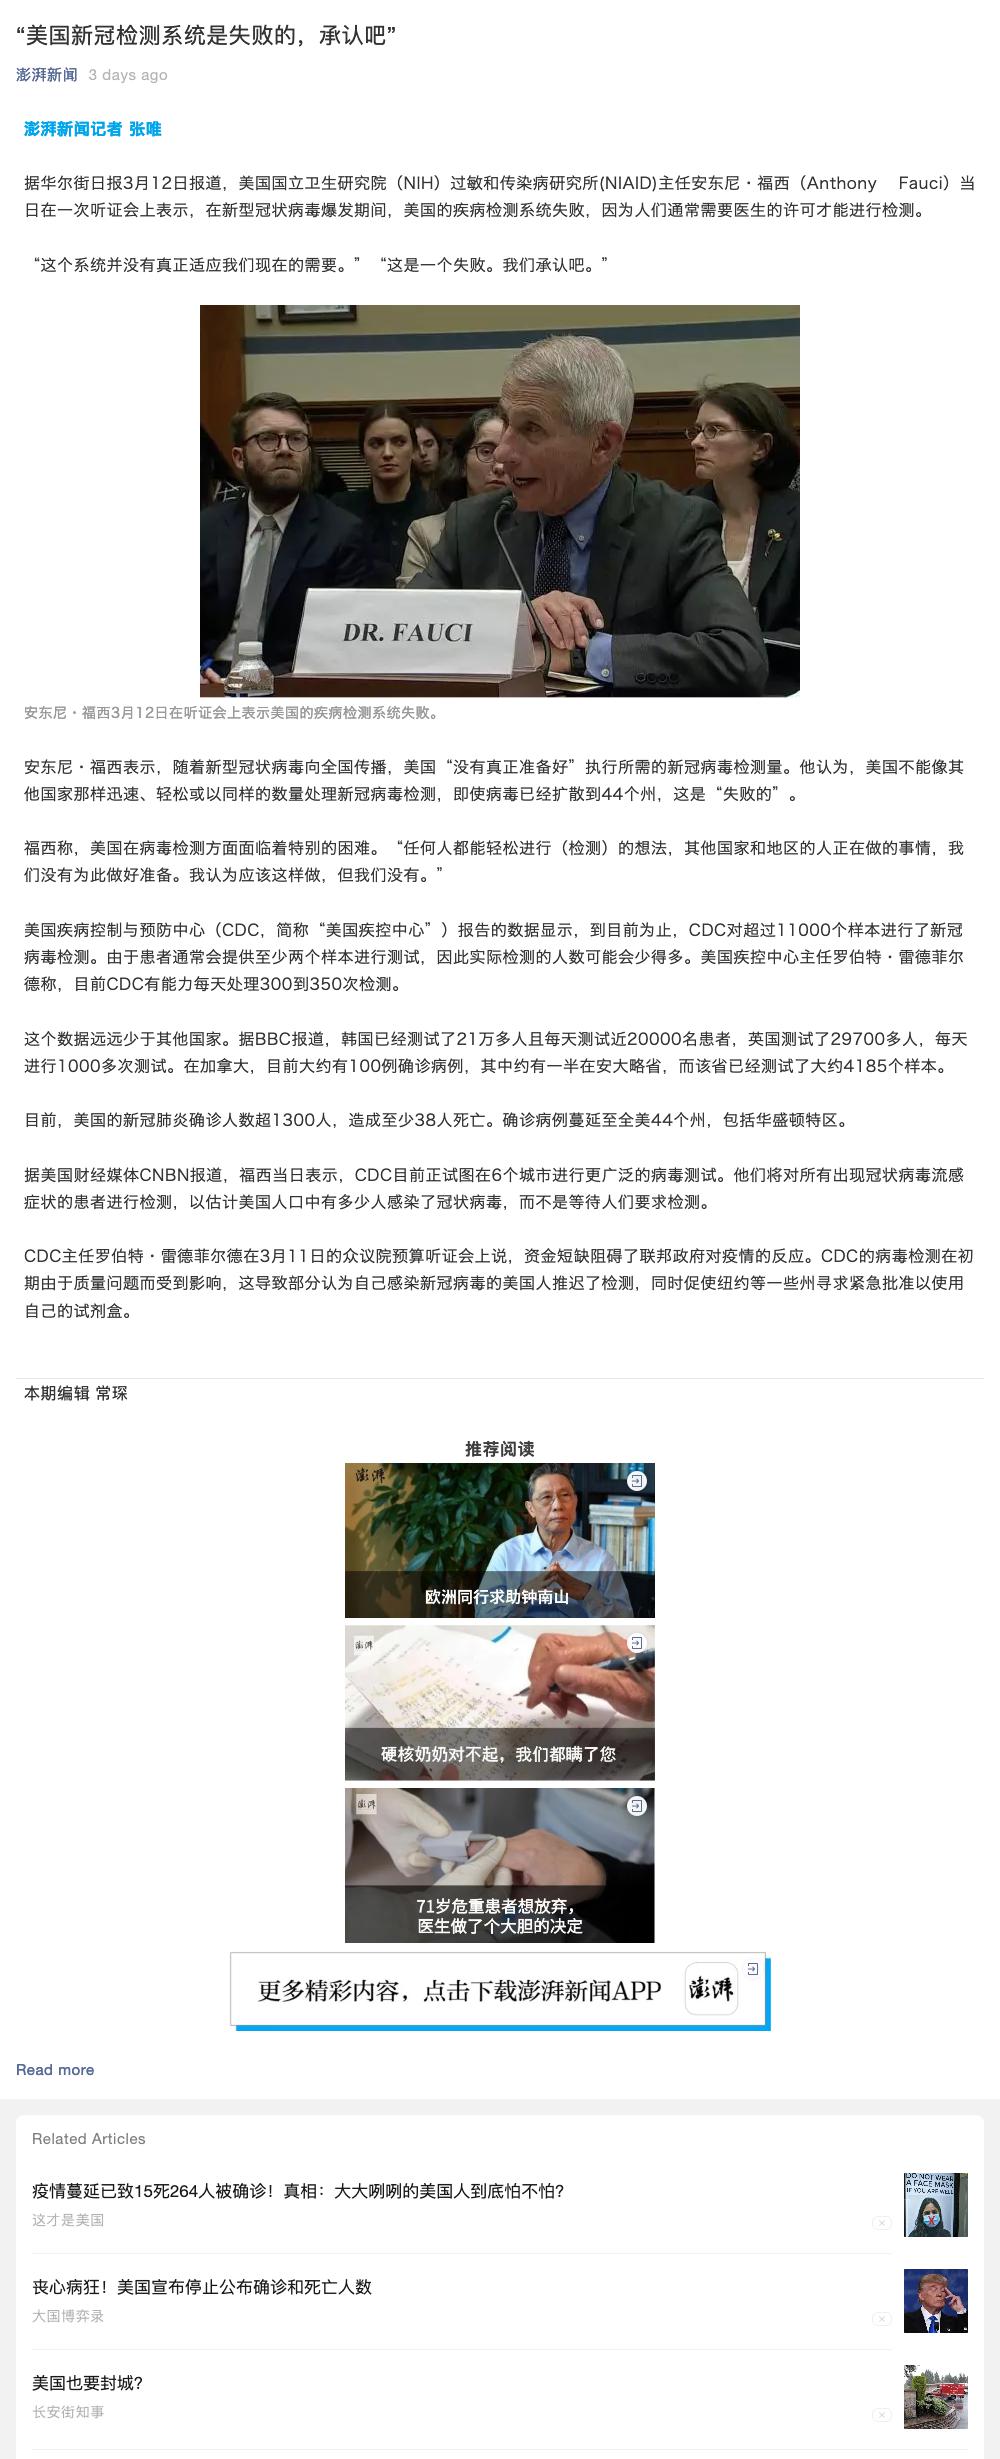 “美国新冠检测系统是失败的，承认吧”
澎湃新闻 3 days ago
澎湃新闻记者 张唯
据华尔街日报3月12日报道，美国国立卫生研究院（NIH）过敏和传染病研究所(NIAID)主任安东尼・福西（Anthony Fauci）当
日在一次听证会上表示，在新型冠状病毒爆发期间，美国的疾病检测系统失败，因为人们通常需要医生的许可才能进行检测。
“这个系统并没有真正适应我们现在的需要。” “这是一个失败。我们承认吧。”
DR. FAUCI
安东尼・福西3月12日在听证会上表示美国的疾病检测系统失败。
安东尼・福西表示，随着新型冠状病毒向全国传播，美国“没有真正准备好”执行所需的新冠病毒检测量。他认为，美国不能像其
他国家那样迅速、轻松或以同样的数量处理新冠病毒检测，即使病毒已经扩散到44个州，这是“失败的”。
福西称，美国在病毒检测方面面临着特别的困难。“任何人都能轻松进行（检测）的想法，其他国家和地区的人正在做的事情，我
们没有为此做好准备。我认为应该这样做，但我们没有。”
美国疾病控制与预防中心（CDC，简称“美国疾控中心”）报告的数据显示，到目前为止，CDC对超过11000个样本进行了新冠
病毒检测。由于患者通常会提供至少两个样本进行测试，因此实际检测的人数可能会少得多。美国疾控中心主任罗伯特・雷德菲尔
德称，目前CDC有能力每天处理300到350次检测。
这个数据远远少于其他国家。据BBC报道，韩国已经测试了21万多人且每天测试近20000名患者，英国测试了29700多人，每天
进行1000多次测试。在加拿大，目前大约有100例确诊病例，其中约有一半在安大略省，而该省已经测试了大约4185个样本。
目前，美国的新冠肺炎确诊人数超1300人，造成至少38人死亡。确诊病例蔓延至全美44个州，包括华盛顿特区。
据美国财经媒体CNBN报道，福西当日表示，CDC目前正试图在6个城市进行更广泛的病毒测试。他们将对所有出现冠状病毒流感
症状的患者进行检测，以估计美国人口中有多少人感染了冠状病毒，而不是等待人们要求检测。
CDC主任罗伯特・雷德菲尔德在3月11日的众议院预算听证会上说，资金短缺阻碍了联邦政府对疫情的反应。CDC的病毒检测在初
期由于质量问题而受到影响，这导致部分认为自己感染新冠病毒的美国人推迟了检测，同时促使纽约等一些州寻求紧急批准以使用
自己的试剂盒。
本期编辑 常琛
推荐阅读
澎湃
欧洲同行求助钟南山
澎湃
硬核奶奶对不起，我们都瞒了您
澎湃
71岁危重患者想放弃，
医生做了个大胆的决定
更多精彩内容，点击下载澎湃新闻APP 澎湃
Read more
Related Articles
疫情蔓延已致15死264人被确诊！真相：大大咧咧的美国人到底怕不怕？
这才是美国
DO NOT WEAR
A FACE MASK
IF YOU ARE WELL
丧心病狂！美国宣布停止公布确诊和死亡人数
大国博弈录
美国也要封城？
长安街知事